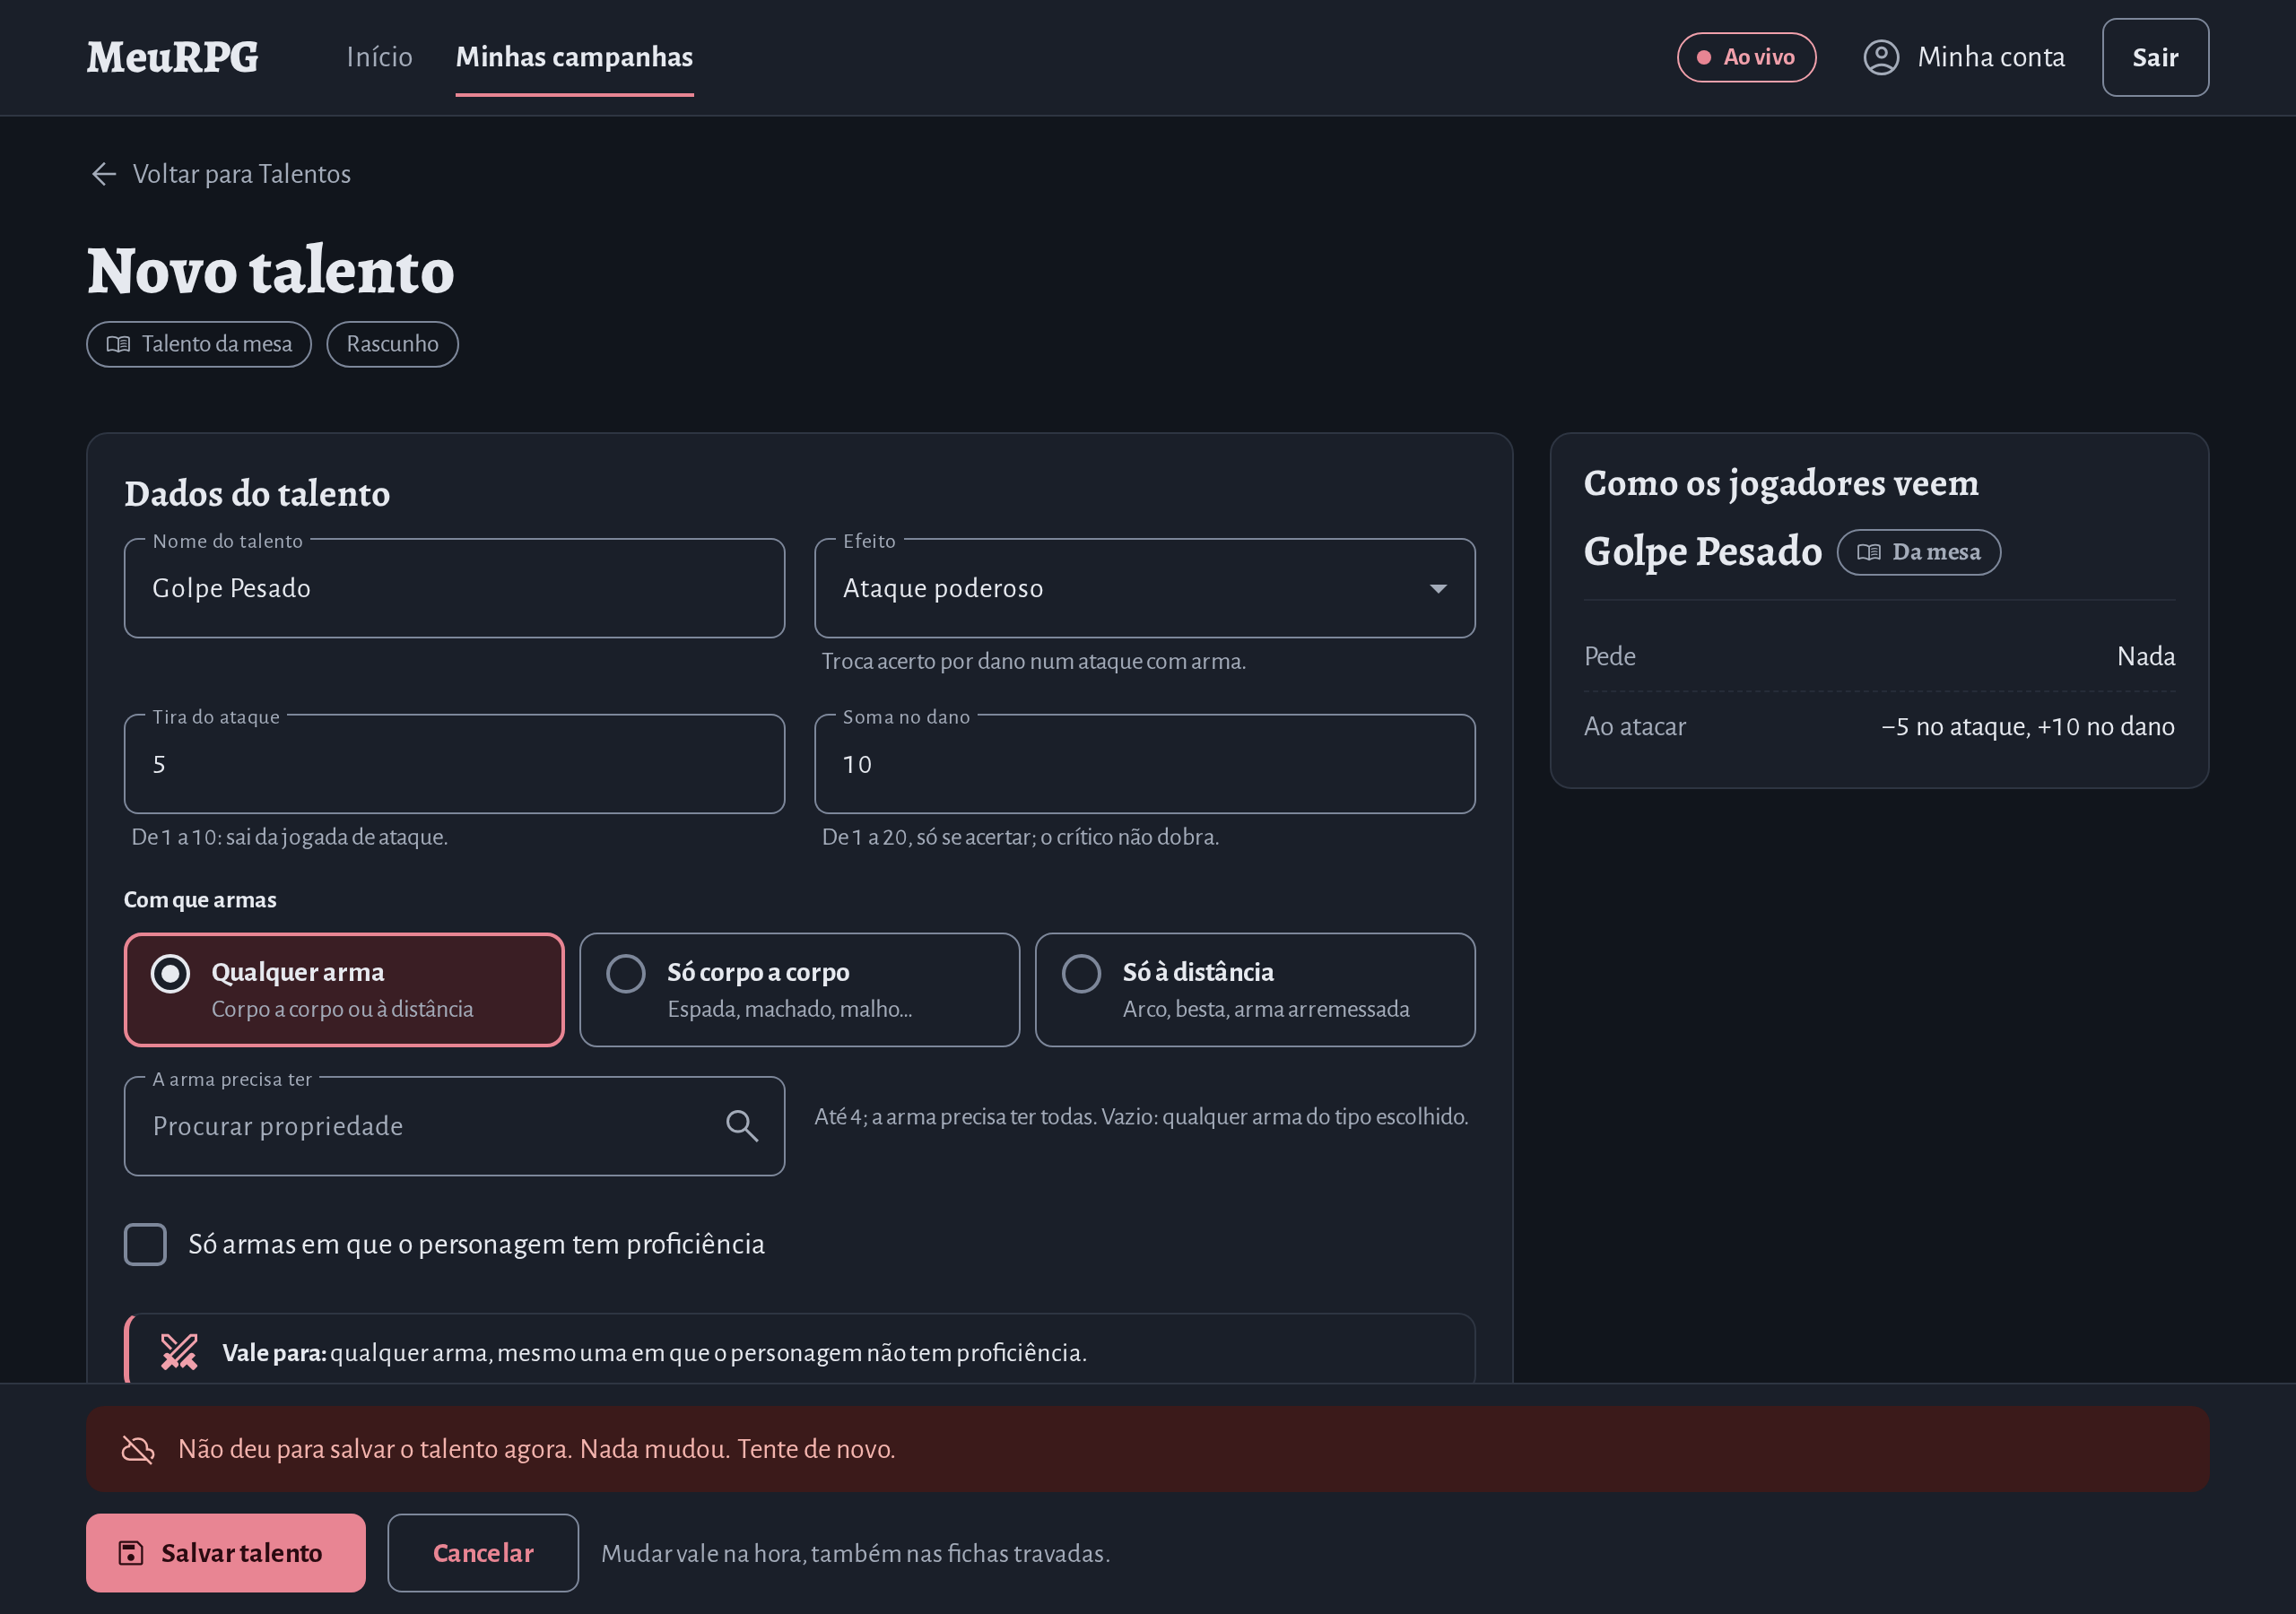 MeuRPG
Início
Minhas campanhas
Ao vivo
Minha conta
Sair
Voltar para Talentos
Novo talento
Talento da mesa
Rascunho
Dados do talento
Nome do talento
Golpe Pesado
Efeito
Ataque poderoso
Troca acerto por dano num ataque com arma.
Tira do ataque
5
De 1 a 10: sai da jogada de ataque.
Soma no dano
10
De 1 a 20, só se acertar; o crítico não dobra.
Com que armas
Qualquer arma
Corpo a corpo ou à distância
Só corpo a corpo
Espada, machado, malho...
Só à distância
Arco, besta, arma arremessada
A arma precisa ter
Procurar propriedade
Até 4; a arma precisa ter todas. Vazio: qualquer arma do tipo escolhido.
Só armas em que o personagem tem proficiência
Vale para: qualquer arma, mesmo uma em que o personagem não tem proficiência.
Como os jogadores veem
Golpe Pesado
Da mesa
Pede
Nada
Ao atacar
−5 no ataque, +10 no dano
Não deu para salvar o talento agora. Nada mudou. Tente de novo.
Salvar talento
Cancelar
Mudar vale na hora, também nas fichas travadas.